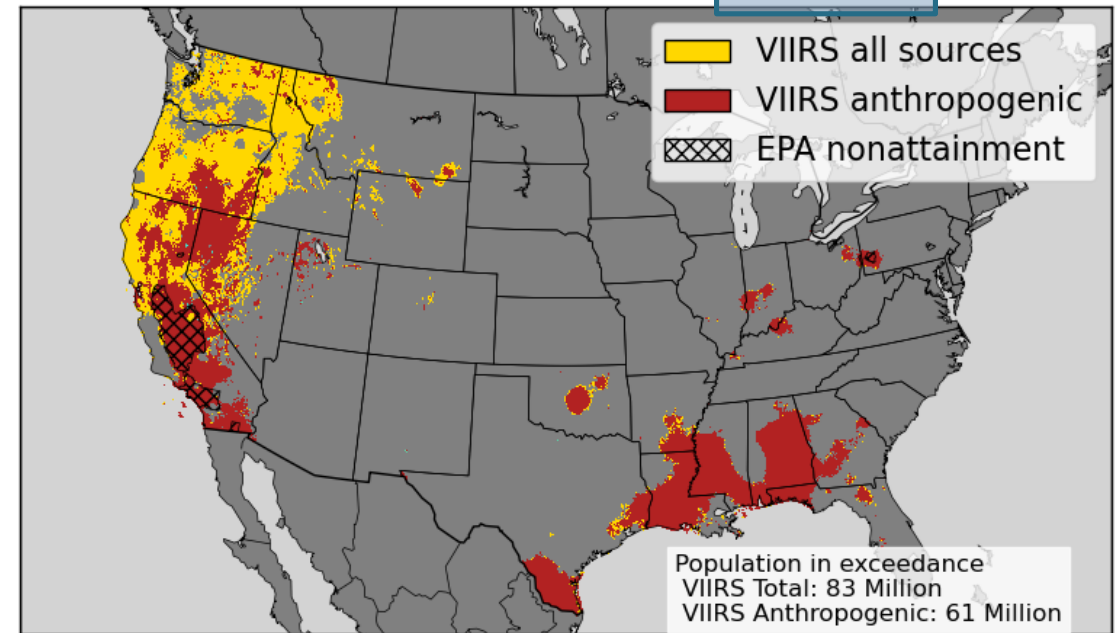 VIIRS all sources
VIIRS anthropogenic
EPA nonattainment
Population in exceedance
VIIRS Total: 83 Million
VIIRS Anthropogenic: 61 Million